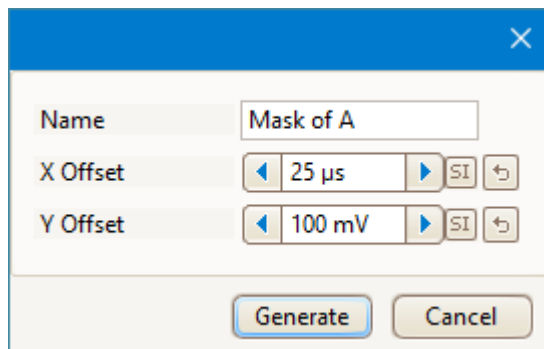 Name Mask of A
X Offset 25 µs SI
Y Offset 100 mV SI
Generate Cancel